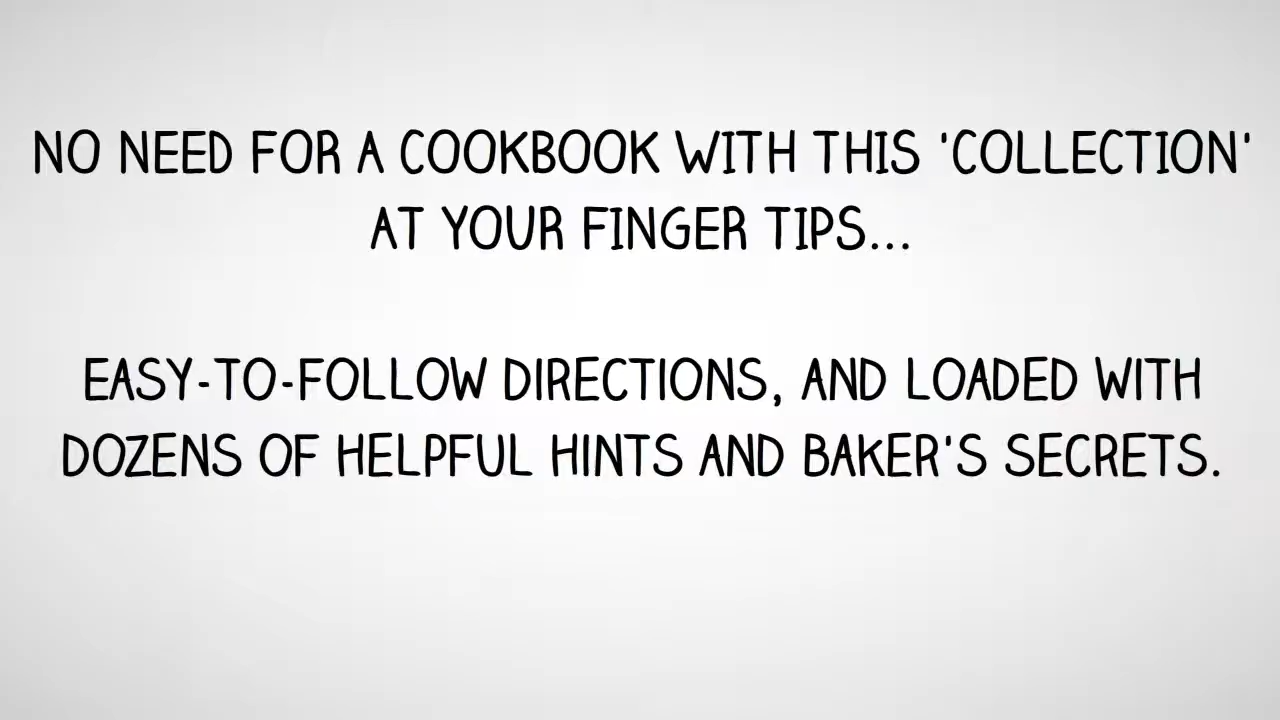 NO NEED FOR A COOKBOOK WITH THIS 'COLLECTION'
AT YOUR FINGER TIPS...
EASY-TO-FOLLOW DIRECTIONS, AND LOADED WITH
DOZENS OF HELPFUL HINTS AND BAKER'S SECRETS.